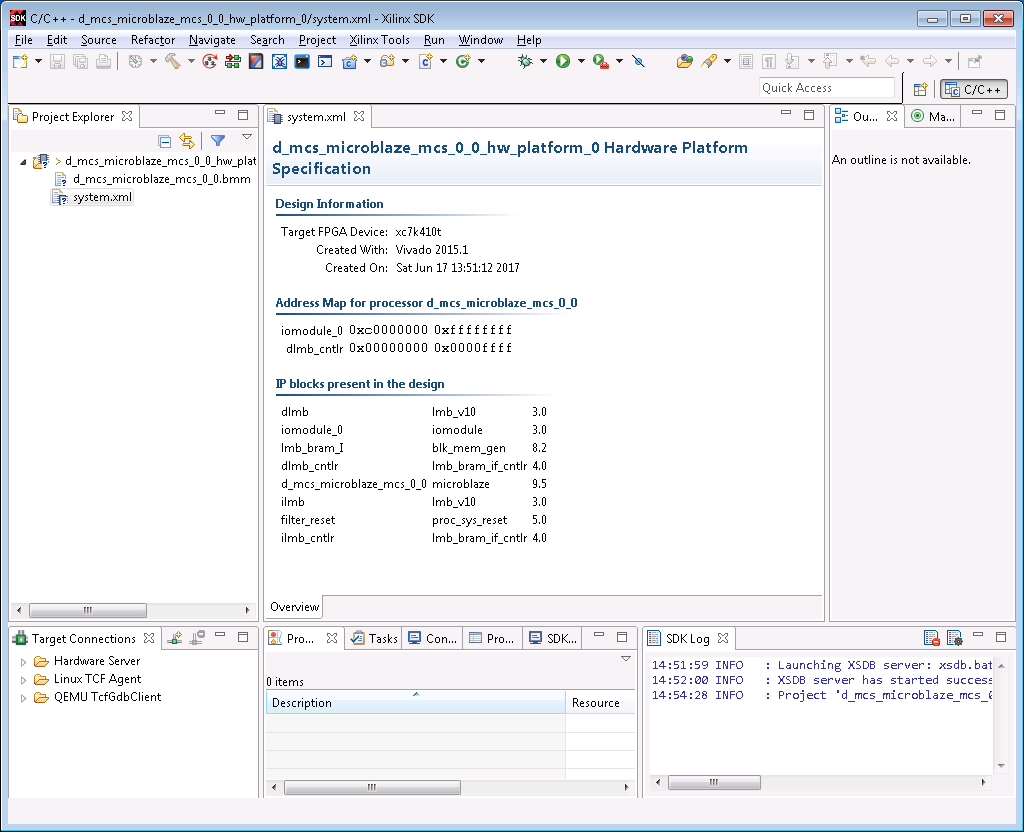 C/C++ - d_mcs_microblaze_mcs_0_0_hw_platform_0/system.xml - Xilinx SDK
File Edit Source Refactor Navigate Search Project Xilinx Tools Run Window Help
Quick Access
C/C++
Project Explorer
> d_mcs_microblaze_mcs_0_0_hw_plat
d_mcs_microblaze_mcs_0_0.bmm
system.xml
system.xml
d_mcs_microblaze_mcs_0_0_hw_platform_0 Hardware Platform
Specification
Design Information
Target FPGA Device: xc7k410t
Created With: Vivado 2015.1
Created On: Sat Jun 17 13:51:12 2017
Address Map for processor d_mcs_microblaze_mcs_0_0
iomodule_0 0xc0000000 0xffffffff
dlmb_cntlr 0x00000000 0x0000ffff
IP blocks present in the design
dlmb lmb_v10 3.0
iomodule_0 iomodule 3.0
lmb_bram_I blk_mem_gen 8.2
dlmb_cntlr lmb_bram_if_cntlr 4.0
d_mcs_microblaze_mcs_0_0 microblaze 9.5
ilmb lmb_v10 3.0
filter_reset proc_sys_reset 5.0
ilmb_cntlr lmb_bram_if_cntlr 4.0
Overview
Ou... Ma...
An outline is not available.
Target Connections
Hardware Server
Linux TCF Agent
QEMU TcfGdbClient
Pro... Tasks Con... Pro... SDK...
0 items
Description Resource
SDK Log
14:51:59 INFO : Launching XSDB server: xsdb.bat
14:52:00 INFO : XSDB server has started success
14:54:28 INFO : Project 'd_mcs_microblaze_mcs_0